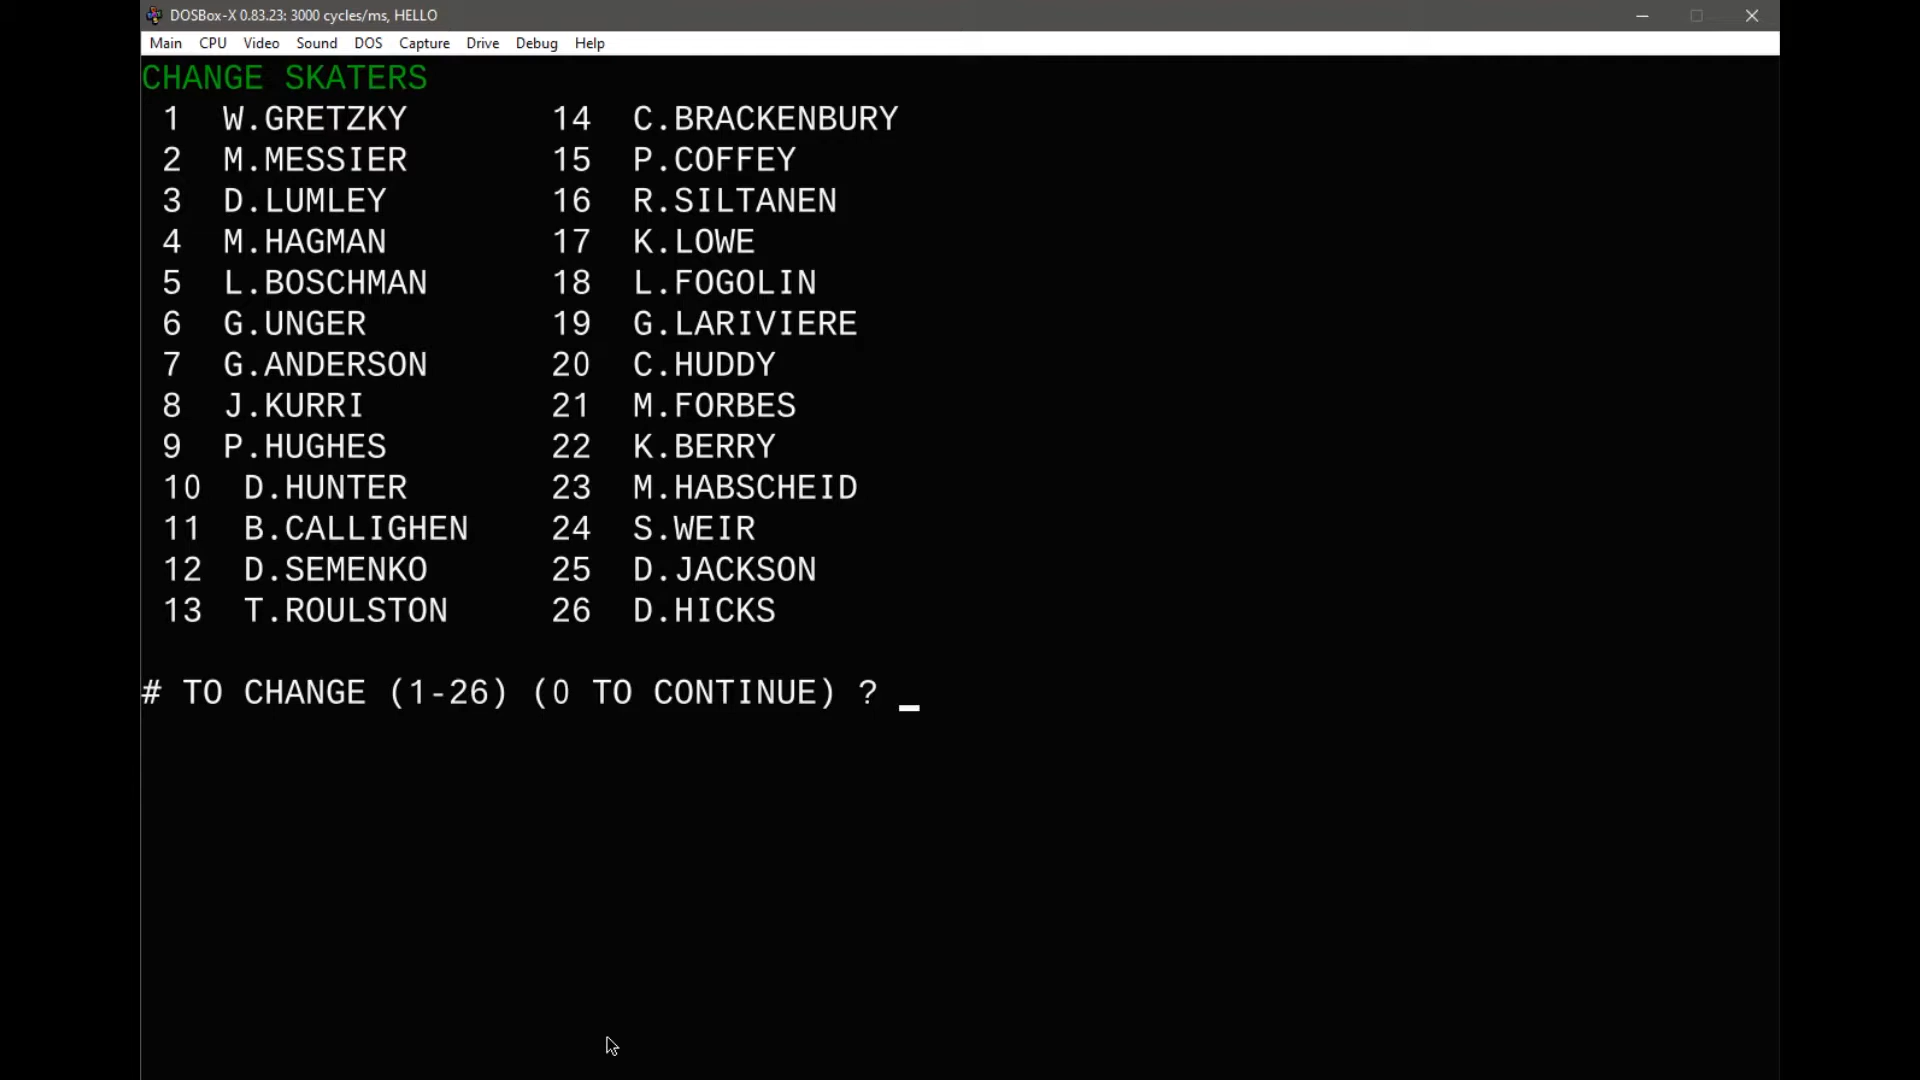 DOSBox-X 0.83.23: 3000 cycles/ms, HELLO
Main CPU Video Sound DOS Capture Drive Debug Help
CHANGE SKATERS
1 W.GRETZKY 14 C.BRACKENBURY
2 M.MESSIER 15 P.COFFEY
3 D.LUMLEY 16 R.SILTANEN
4 M.HAGMAN 17 K.LOWE
5 L.BOSCHMAN 18 L.FOGOLIN
6 G.UNGER 19 G.LARIVIERE
7 G.ANDERSON 20 C.HUDDY
8 J.KURRI 21 M.FORBES
9 P.HUGHES 22 K.BERRY
10 D.HUNTER 23 M.HABSCHEID
11 B.CALLIGHEN 24 S.WEIR
12 D.SEMENKO 25 D.JACKSON
13 T.ROULSTON 26 D.HICKS
# TO CHANGE (1-26) (0 TO CONTINUE) ? _